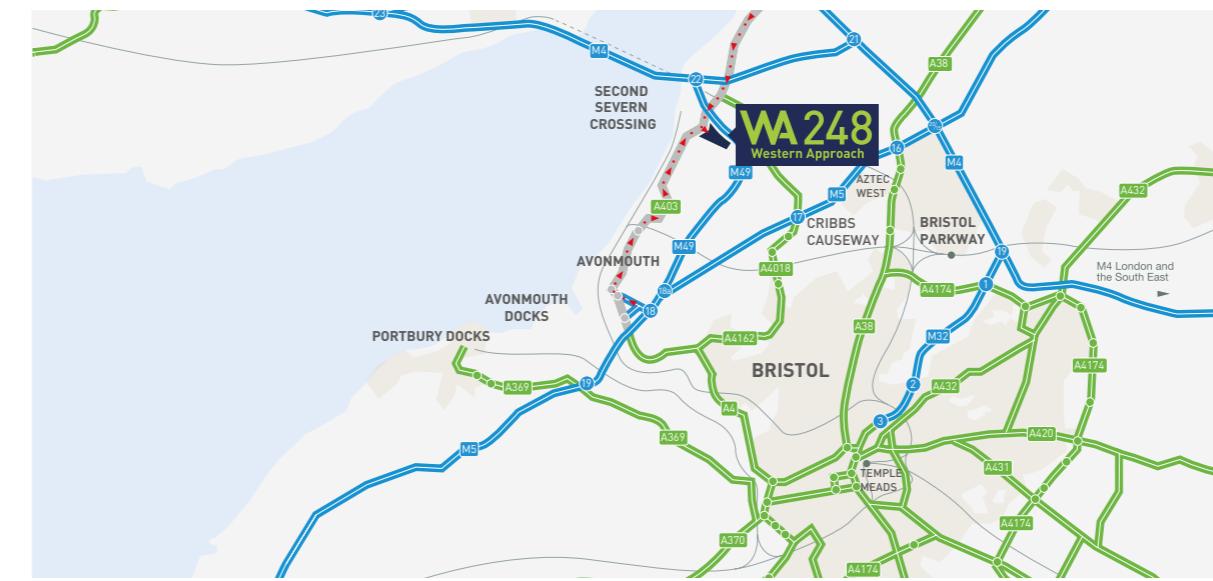 23
M4
21
A38
22
SECOND
SEVERN
CROSSING
WA 248
Western Approach
16
M4
M49
AZTEC
WEST
M5
A432
A403
17
CRIBBS
CAUSEWAY
BRISTOL
PARKWAY
M49
19
AVONMOUTH
A4018
M4 London and
the South East
A4174
1
18a
AVONMOUTH
DOCKS
18
A38
PORTBURY DOCKS
A4162
M32
A4174
BRISTOL
19
A369
2
A432
A4
3
A369
A420
M5
TEMPLE
MEADS
A431
A4174
A370
A4174